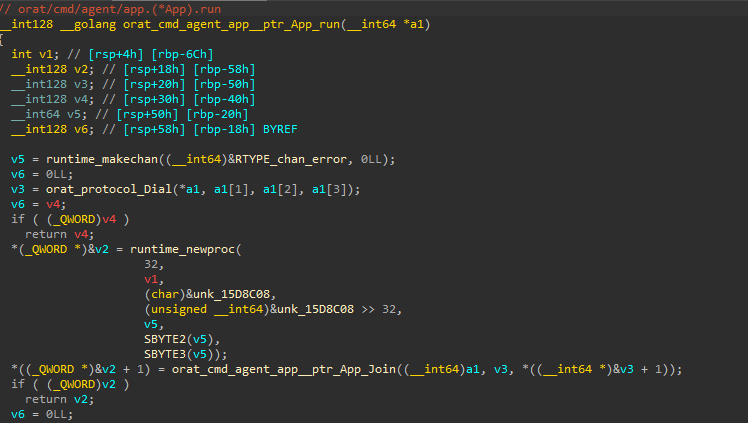 // orat/cmd/agent/app.(*App).run
__int128 __golang orat_cmd_agent_app__ptr_App_run(__int64 *a1)
{
int v1; // [rsp+4h] [rbp-6Ch]
__int128 v2; // [rsp+18h] [rbp-58h]
__int128 v3; // [rsp+20h] [rbp-50h]
__int128 v4; // [rsp+30h] [rbp-40h]
__int64 v5; // [rsp+50h] [rbp-20h]
__int128 v6; // [rsp+58h] [rbp-18h] BYREF
v5 = runtime_makechan((__int64)&RTYPE_chan_error, 0LL);
v6 = 0LL;
v3 = orat_protocol_Dial(*a1, a1[1], a1[2], a1[3]);
v6 = v4;
if ( (_QWORD)v4 )
return v4;
*(_QWORD *)&v2 = runtime_newproc(
32,
v1,
(char)&unk_15D8C08,
(unsigned __int64)&unk_15D8C08 >> 32,
v5,
SBYTE2(v5),
SBYTE3(v5));
*((_QWORD *)&v2 + 1) = orat_cmd_agent_app__ptr_App_Join((__int64)a1, v3, *((__int64 *)&v3 + 1));
if ( (_QWORD)v2 )
return v2;
v6 = 0LL;